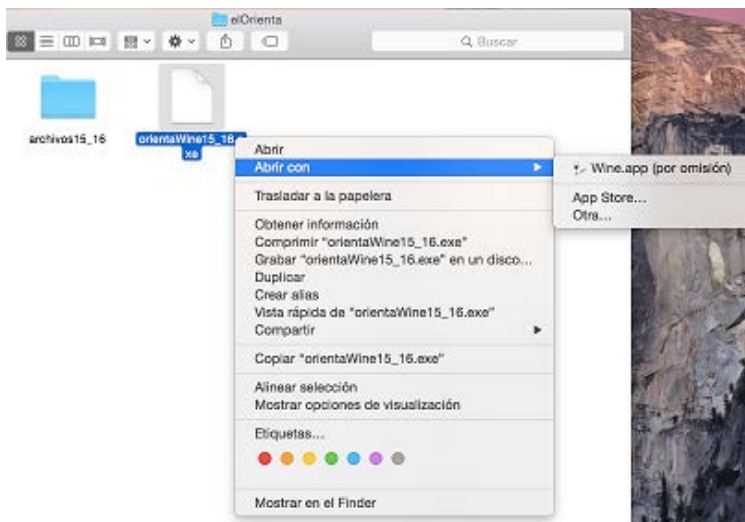 elOrienta
Buscar
archivos15_16
orientaWine15_16.e
xe
Abrir
Abrir con
Wine.app (por omisión)
App Store...
Otra...
Trasladar a la papelera
Obtener información
Comprimir "orientaWine15_16.exe"
Grabar "orientaWine15_16.exe" en un disco...
Duplicar
Crear alias
Vista rápida de "orientaWine15_16.exe"
Compartir
Copiar "orientaWine15_16.exe"
Alinear selección
Mostrar opciones de visualización
Etiquetas...
Mostrar en el Finder